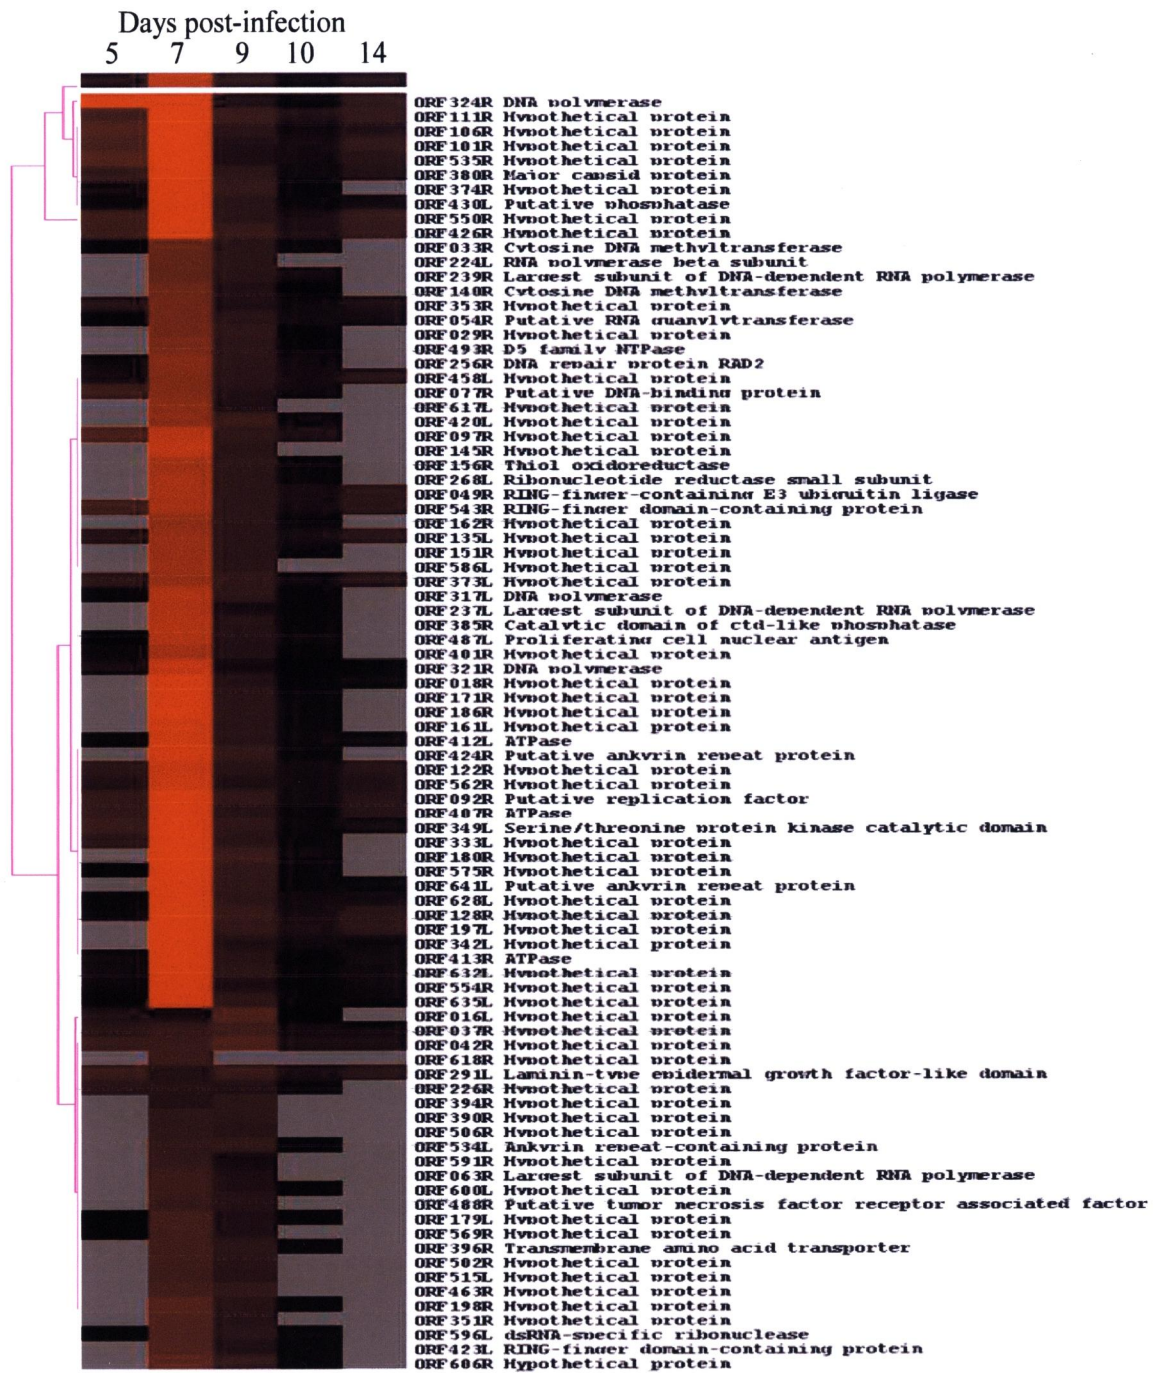 Days post-infection
5 7 9 10 14
ORF324R DNA polymerase
ORF111R Hypothetical protein
ORF106R Hypothetical protein
ORF101R Hypothetical protein
ORF535R Hypothetical protein
ORF380R Major capsid protein
ORF374R Hypothetical protein
ORF430L Putative phosphatase
ORF550R Hypothetical protein
ORF426R Hypothetical protein
ORF033R Cytosine DNA methyltransferase
ORF224L RNA polymerase beta subunit
ORF239R Largest subunit of DNA-dependent RNA polymerase
ORF140R Cytosine DNA methyltransferase
ORF353R Hypothetical protein
ORF054R Putative RNA guanylytransferase
ORF029R Hypothetical protein
ORF493R D5 family NTPase
ORF256R DNA repair protein RAD2
ORF458L Hypothetical protein
ORF077R Putative DNA-binding protein
ORF617L Hypothetical protein
ORF420L Hypothetical protein
ORF097R Hypothetical protein
ORF145R Hypothetical protein
ORF156R Thiol oxidoreductase
ORF268L Ribonucleotide reductase small subunit
ORF049R RING-finger-containing E3 ubiquitin ligase
ORF543R RING-finger domain-containing protein
ORF162R Hypothetical protein
ORF135L Hypothetical protein
ORF151R Hypothetical protein
ORF586L Hypothetical protein
ORF373L Hypothetical protein
ORF317L DNA polymerase
ORF237L Largest subunit of DNA-dependent RNA polymerase
ORF385R Catalytic domain of ctd-like phosphatase
ORF487L Proliferating cell nuclear antigen
ORF401R Hypothetical protein
ORF321R DNA polymerase
ORF018R Hypothetical protein
ORF171R Hypothetical protein
ORF186R Hypothetical protein
ORF161L Hypothetical protein
ORF412L ATPase
ORF424R Putative ankyrin repeat protein
ORF122R Hypothetical protein
ORF562R Hypothetical protein
ORF092R Putative replication factor
ORF407R ATPase
ORF349L Serine/threonine protein kinase catalytic domain
ORF333L Hypothetical protein
ORF180R Hypothetical protein
ORF575R Hypothetical protein
ORF641L Putative ankyrin repeat protein
ORF628L Hypothetical protein
ORF128R Hypothetical protein
ORF197L Hypothetical protein
ORF342L Hypothetical protein
ORF413R ATPase
ORF632L Hypothetical protein
ORF554R Hypothetical protein
ORF635L Hypothetical protein
ORF016L Hypothetical protein
ORF037R Hypothetical protein
ORF042R Hypothetical protein
ORF618R Hypothetical protein
ORF291L Laminin-type epidermal growth factor-like domain
ORF226R Hypothetical protein
ORF394R Hypothetical protein
ORF390R Hypothetical protein
ORF506R Hypothetical protein
ORF534L Ankyrin repeat-containing protein
ORF591R Hypothetical protein
ORF063R Largest subunit of DNA-dependent RNA polymerase
ORF600L Hypothetical protein
ORF488R Putative tumor necrosis factor receptor associated factor
ORF179L Hypothetical protein
ORF569R Hypothetical protein
ORF396R Transmembrane amino acid transporter
ORF502R Hypothetical protein
ORF515L Hypothetical protein
ORF463R Hypothetical protein
ORF198R Hypothetical protein
ORF351R Hypothetical protein
ORF596L dsRNA-specific ribonuclease
ORF423L RING-finger domain-containing protein
ORF606R Hypothetical protein